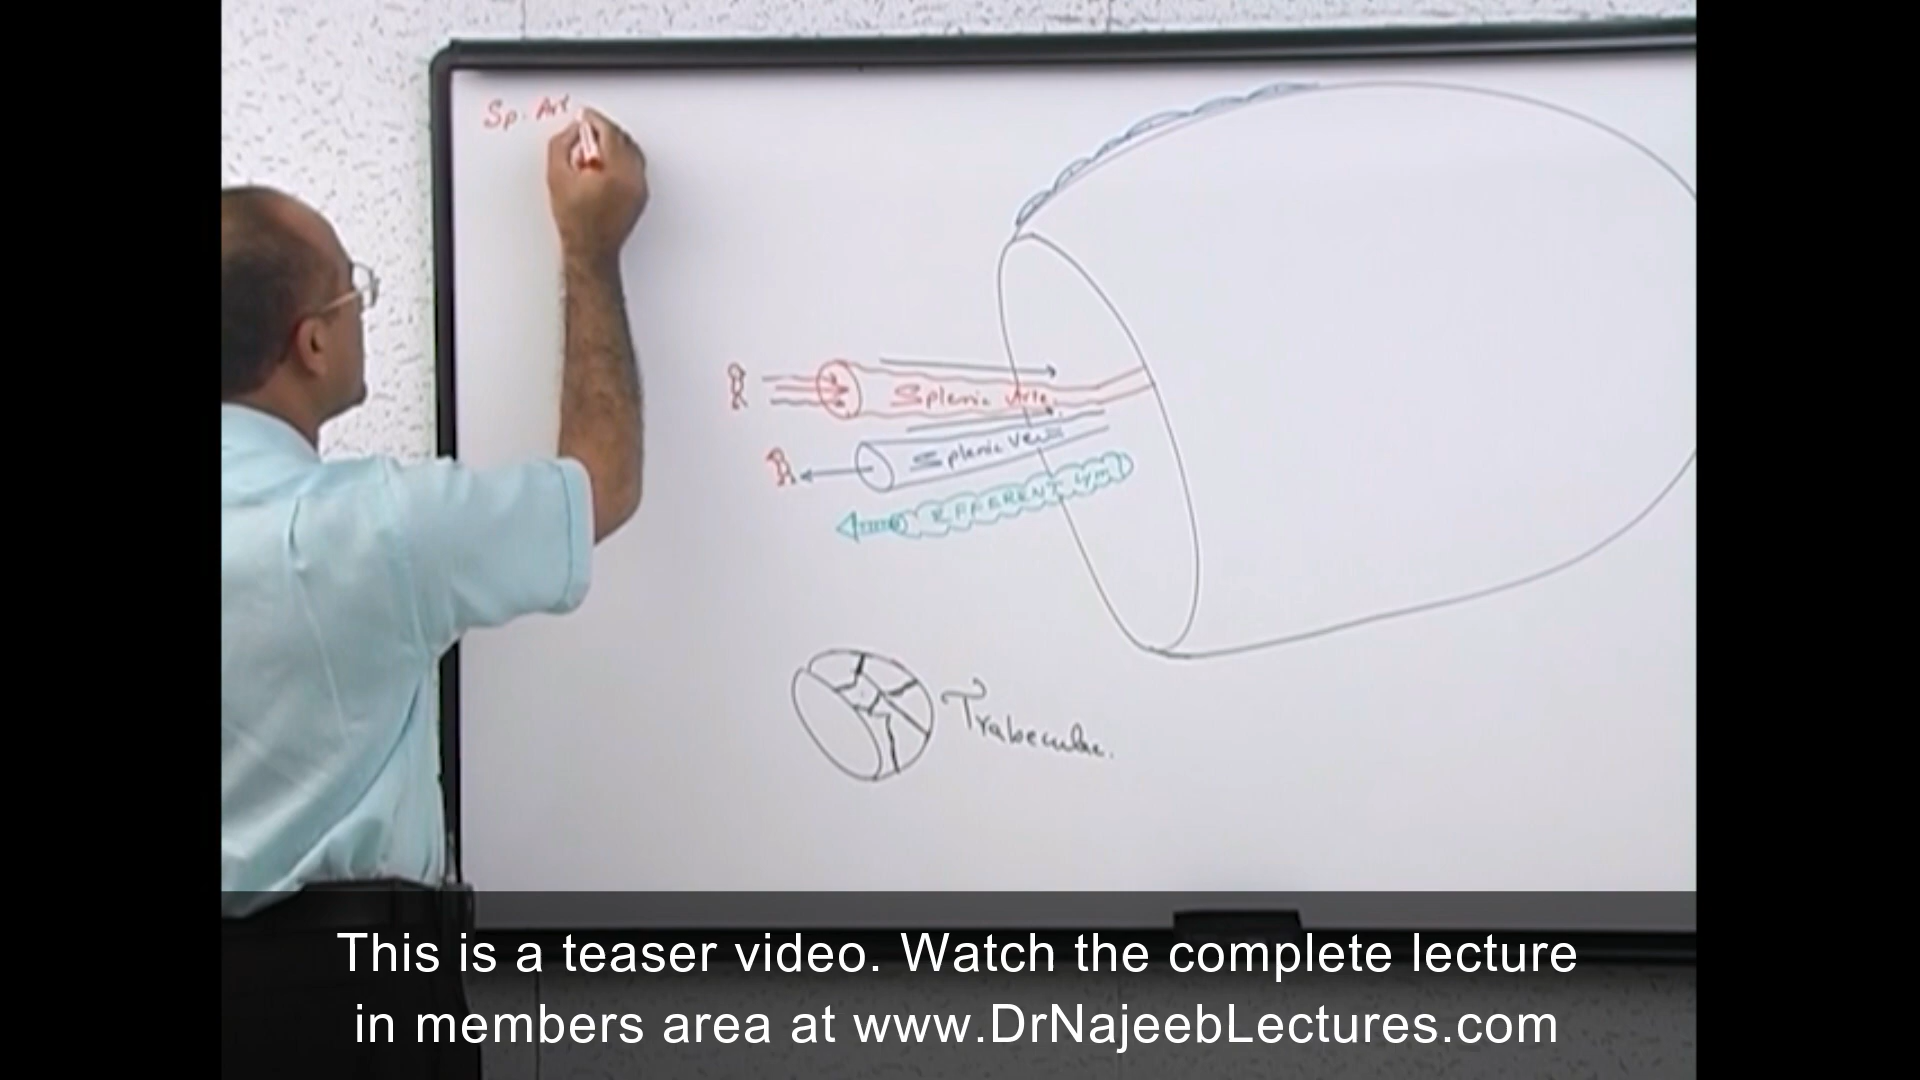 Sp. Art
Splenic Arte.
Splenic Vein
EFFERENT LYM
Trabeculae.
This is a teaser video. Watch the complete lecture
in members area at www.DrNajeebLectures.com